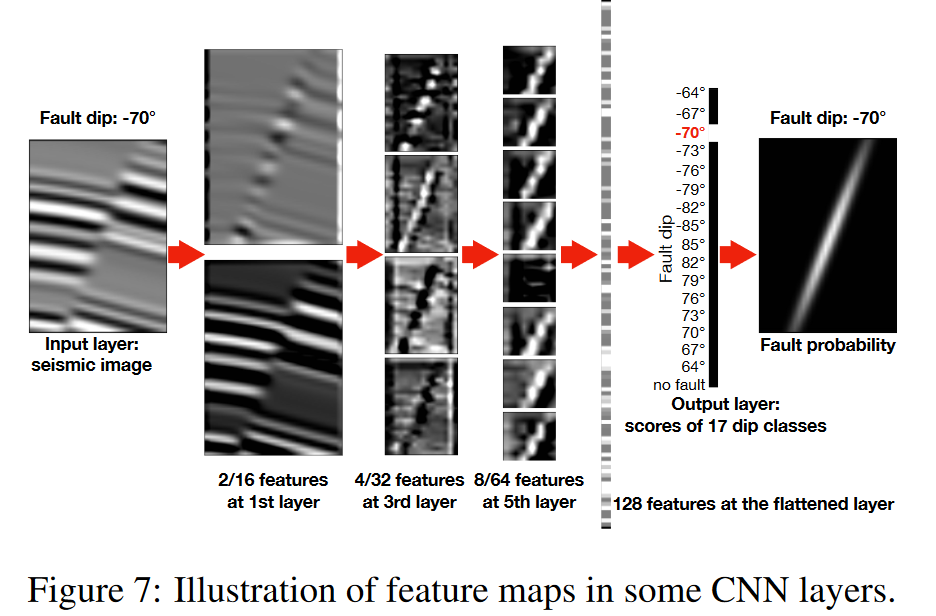 Fault dip: -70°
Input layer:
seismic image
2/16 features
at 1st layer
4/32 features
at 3rd layer
8/64 features
at 5th layer
128 features at the flattened layer
Fault dip
-64°
-67°
-70°
-73°
-76°
-79°
-82°
-85°
85°
82°
79°
76°
73°
70°
67°
64°
no fault
Output layer:
scores of 17 dip classes
Fault dip: -70°
Fault probability
Figure 7: Illustration of feature maps in some CNN layers.